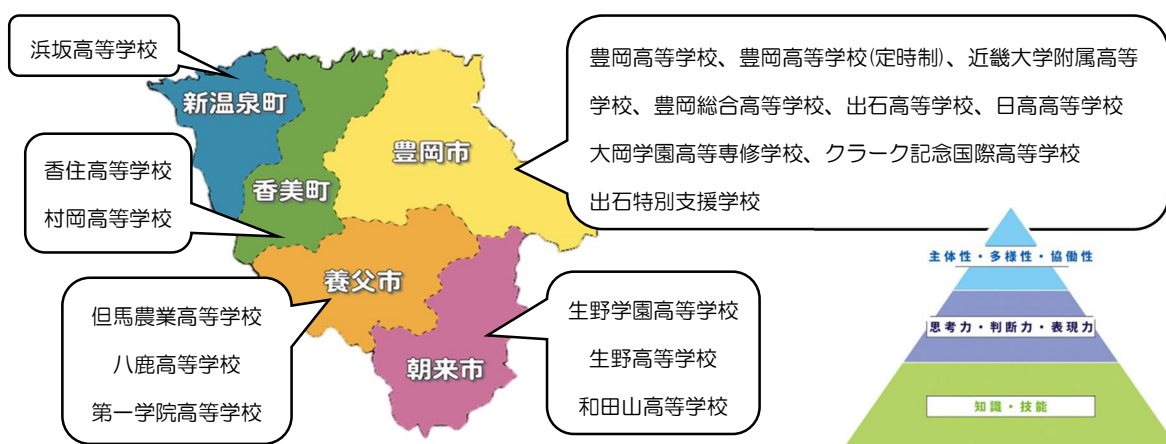 浜坂高等学校
新温泉町
香住高等学校
村岡高等学校
香美町
豊岡市
豊岡高等学校、豊岡高等学校(定時制)、近畿大学附属高等
学校、豊岡総合高等学校、出石高等学校、日高高等学校
大岡学園高等専修学校、クラーク記念国際高等学校
出石特別支援学校
養父市
但馬農業高等学校
八鹿高等学校
第一学院高等学校
朝来市
生野学園高等学校
生野高等学校
和田山高等学校
主体性・多様性・協働性
思考力・判断力・表現力
知識・技能